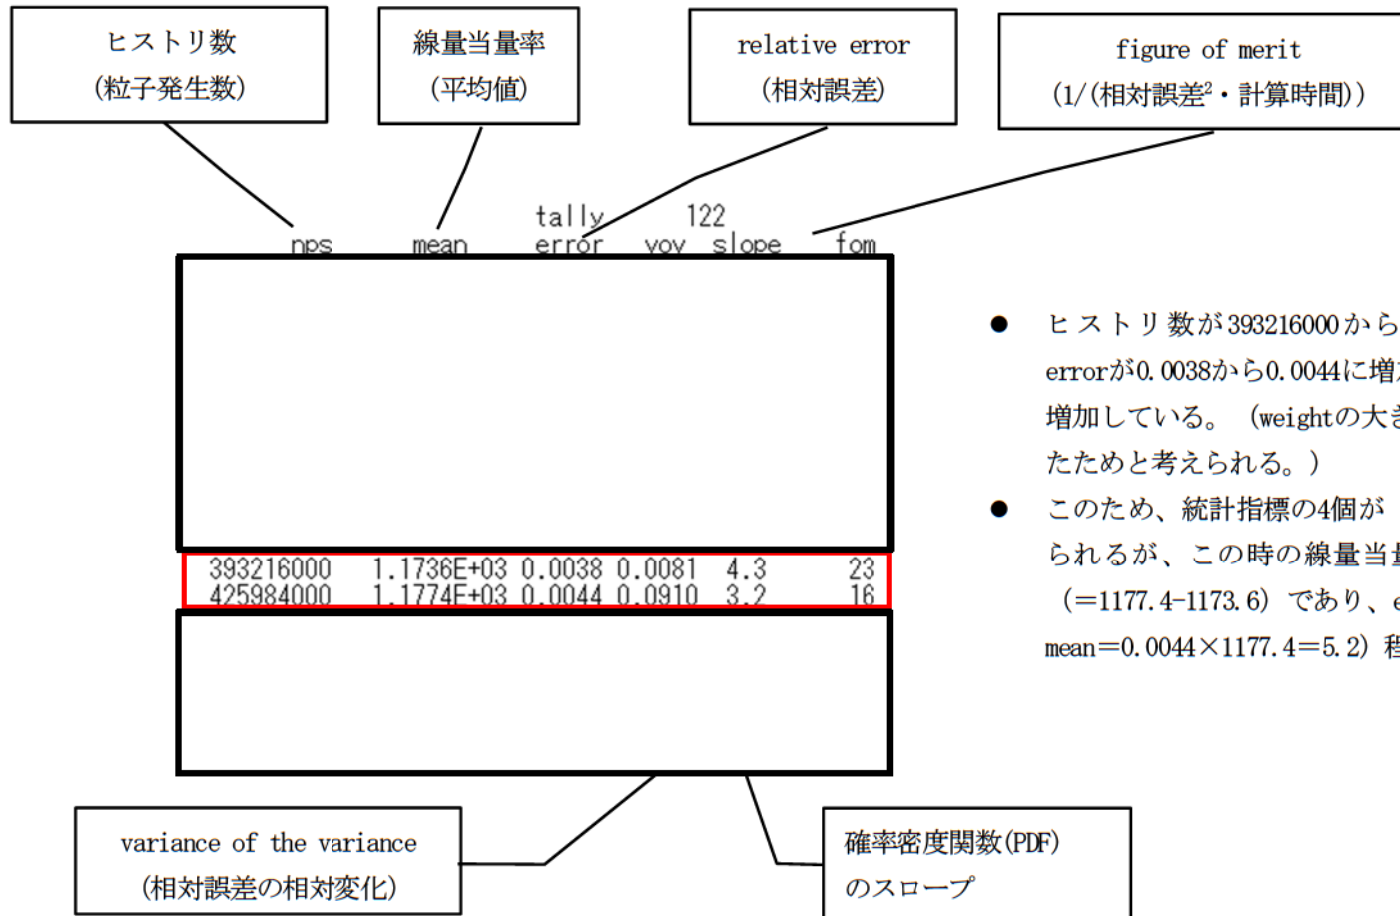 ヒストリ数
(粒子発生数)
線量当量率
(平均値)
relative error
(相対誤差)
figure of merit
(1/(相対誤差²・計算時間))
tally 122
nps mean error vov slope fom
393216000 1.1736E+03 0.0038 0.0081 4.3 23
425984000 1.1774E+03 0.0044 0.0910 3.2 16
● ヒストリ数が393216000から
errorが0.0038から0.0044に増
増加している。(weightの大き
たためと考えられる。)
● このため、統計指標の4個が
られるが、この時の線量当
(=1177.4-1173.6) であり、e
mean=0.0044×1177.4=5.2) 程
variance of the variance
(相対誤差の相対変化)
確率密度関数(PDF)
のスロープ